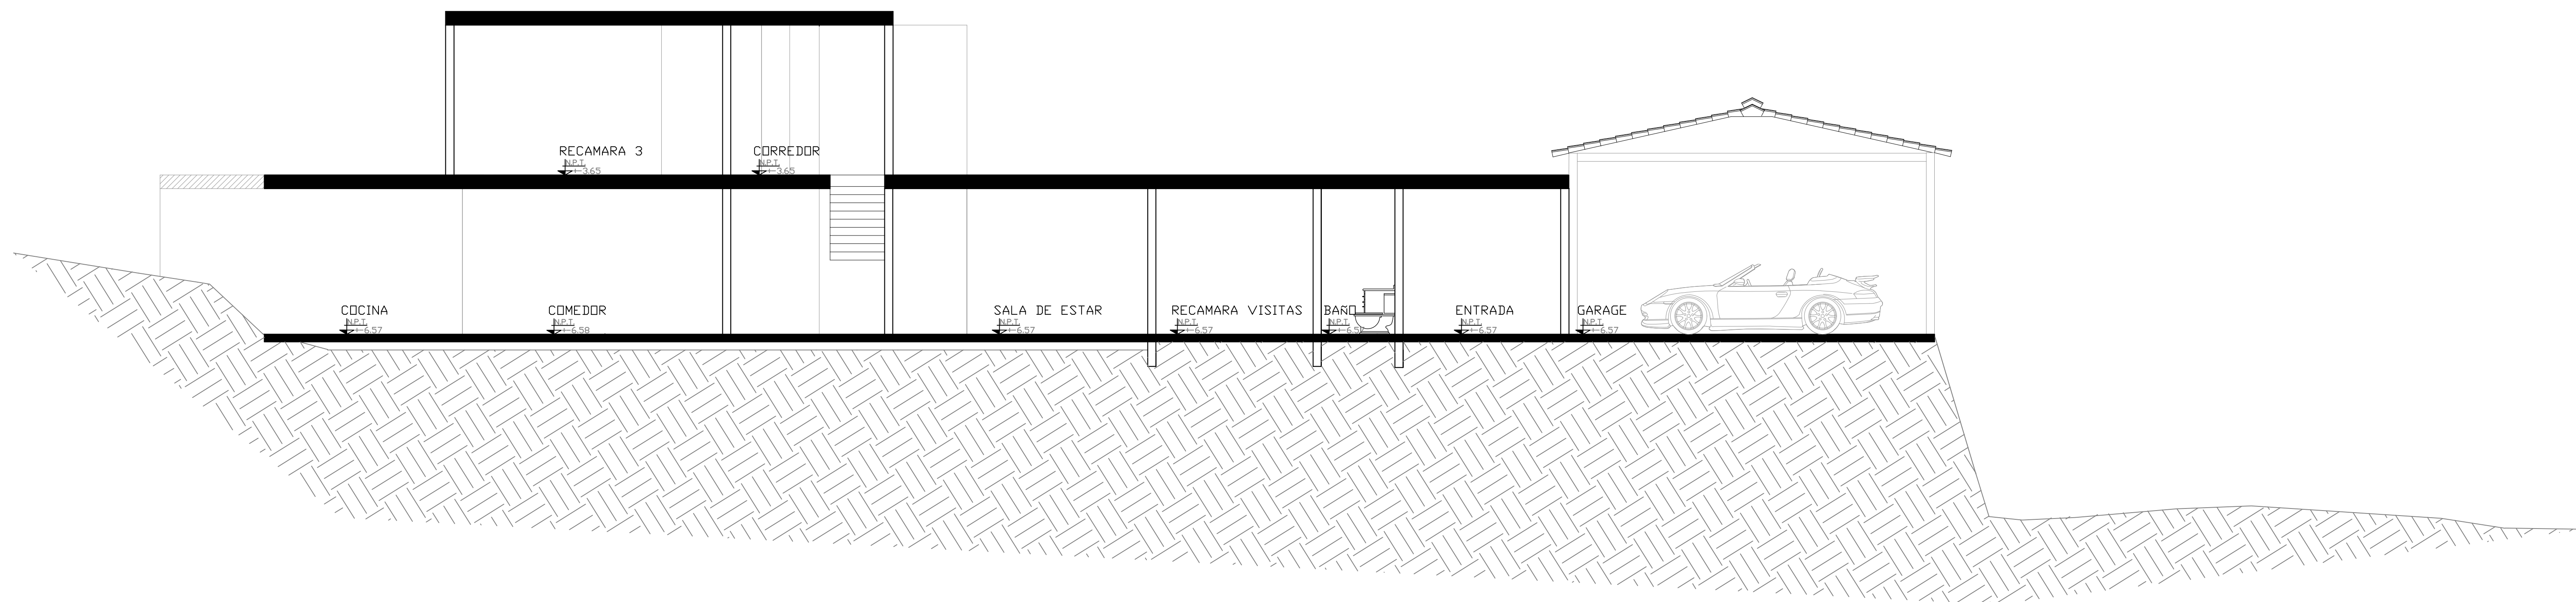 RECAMARA 3
N.P.T.
+-3.65
CORREDOR
N.P.T.
+-3.65
COCINA
N.P.T.
+-6.57
COMEDOR
N.P.T.
+-6.58
SALA DE ESTAR
N.P.T.
+-6.57
RECAMARA VISITAS
N.P.T.
+-6.57
BAÑO
N.P.T.
ENTRADA
N.P.T.
+-6.57
GARAGE
N.P.T.
+-6.57